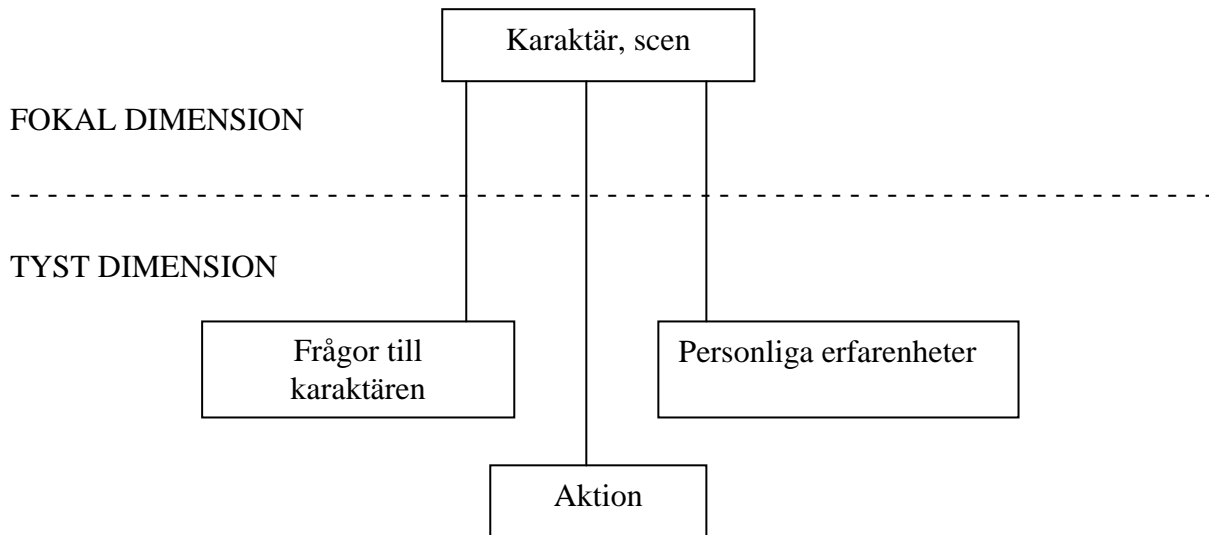 Karaktär, scen
FOKAL DIMENSION
TYST DIMENSION
Frågor till
karaktären
Personliga erfarenheter
Aktion